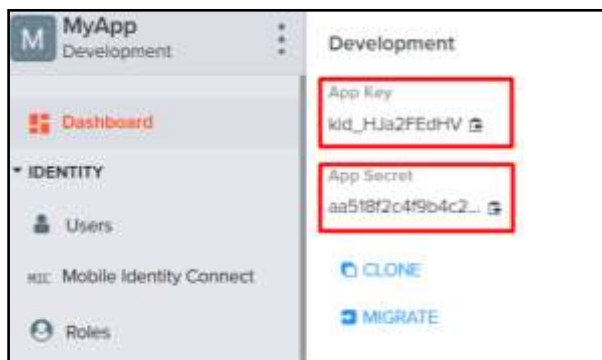 M
MyApp
Development
Dashboard
IDENTITY
Users
MIC Mobile Identity Connect
Roles
Development
App Key
kid_HJa2FEdHV
App Secret
aa518f2c4f9b4c2...
CLONE
MIGRATE